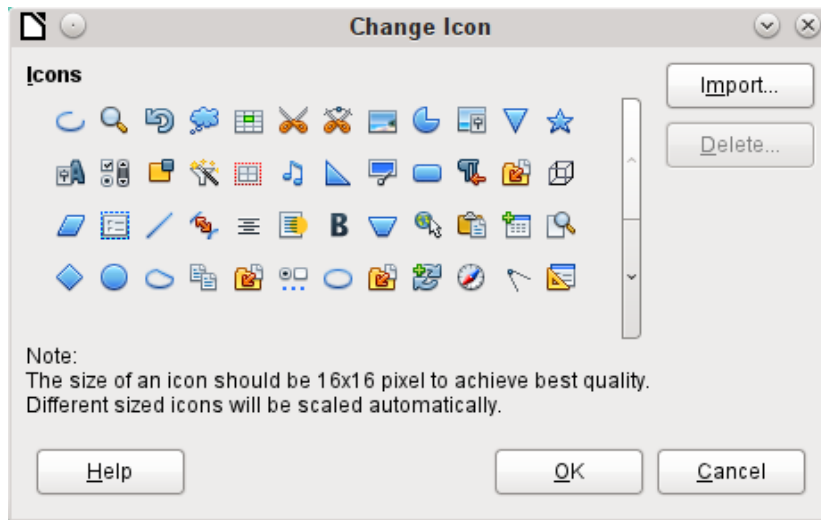 Change Icon
Icons
Import...
Delete...
Note:
The size of an icon should be 16x16 pixel to achieve best quality.
Different sized icons will be scaled automatically.
Help
OK
Cancel